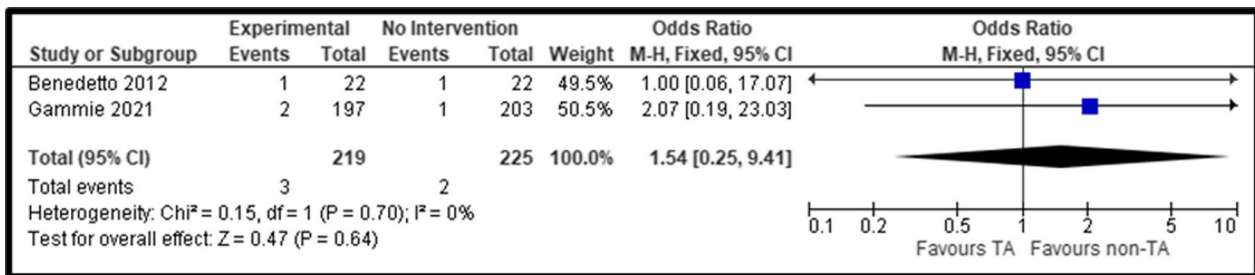 Experimental No Intervention Odds Ratio Odds Ratio
Study or Subgroup Events Total Events Total Weight M-H, Fixed, 95% CI M-H, Fixed, 95% CI
Benedetto 2012 1 22 1 22 49.5% 1.00 [0.06, 17.07]
Gammie 2021 2 197 1 203 50.5% 2.07 [0.19, 23.03]
Total (95% CI) 219 225 100.0% 1.54 [0.25, 9.41]
Total events 3 2
Heterogeneity: Chi² = 0.15, df = 1 (P = 0.70); I² = 0%
Test for overall effect: Z = 0.47 (P = 0.64)
0.1 0.2 0.5 1 2 5 10
Favours TA Favours non-TA